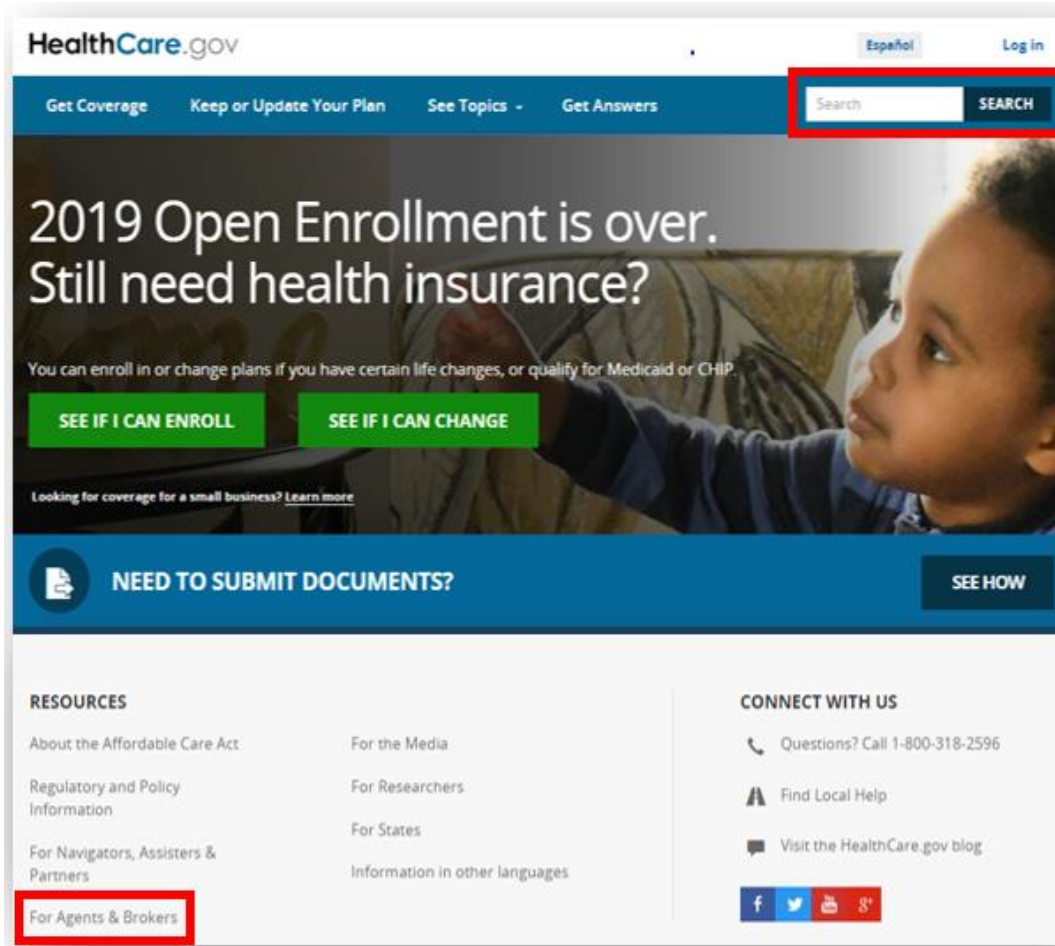 HealthCare.gov
Español
Log in
Get Coverage
Keep or Update Your Plan
See Topics
Get Answers
Search
SEARCH
2019 Open Enrollment is over.
Still need health insurance?
You can enroll in or change plans if you have certain life changes, or qualify for Medicaid or CHIP.
SEE IF I CAN ENROLL
SEE IF I CAN CHANGE
Looking for coverage for a small business? Learn more
NEED TO SUBMIT DOCUMENTS?
SEE HOW
RESOURCES
About the Affordable Care Act
Regulatory and Policy
Information
For Navigators, Assisters &
Partners
For Agents & Brokers
For the Media
For Researchers
For States
Information in other languages
CONNECT WITH US
Questions? Call 1-800-318-2596
Find Local Help
Visit the HealthCare.gov blog